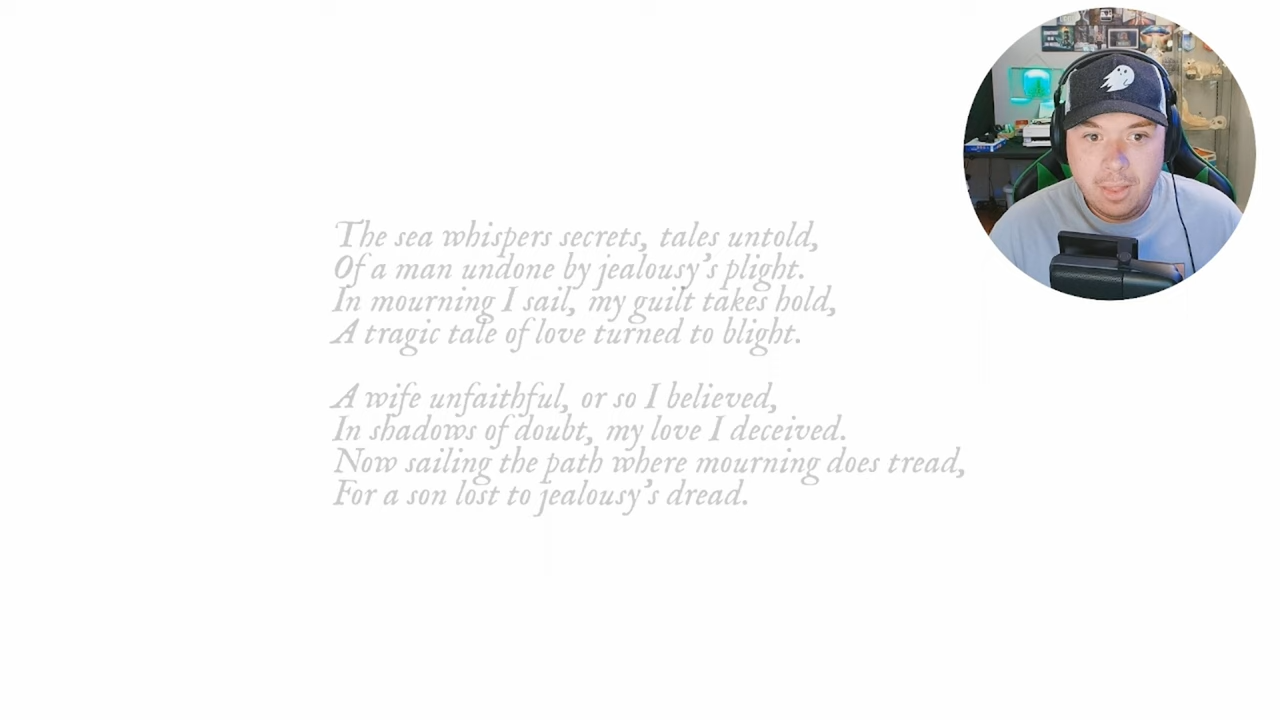 The sea whispers secrets, tales untold,
Of a man undone by jealousy's plight.
In mourning I sail, my guilt takes hold,
A tragic tale of love turned to blight.
A wife unfaithful, or so I believed,
In shadows of doubt, my love I deceived.
Now sailing the path where mourning does tread,
For a son lost to jealousy's dread.